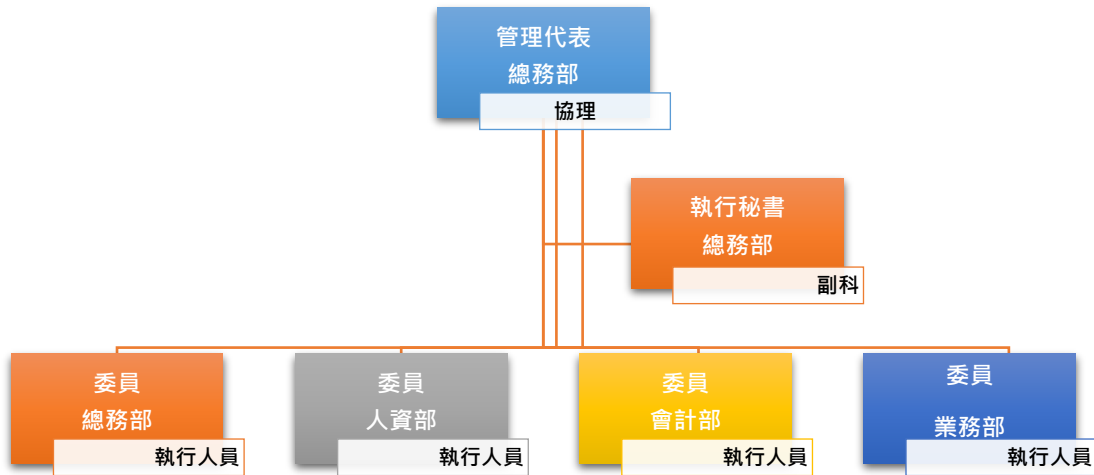 管理代表
總務部
協理
執行秘書
總務部
副科
委員
總務部
執行人員
委員
人資部
執行人員
委員
會計部
執行人員
委員
業務部
執行人員